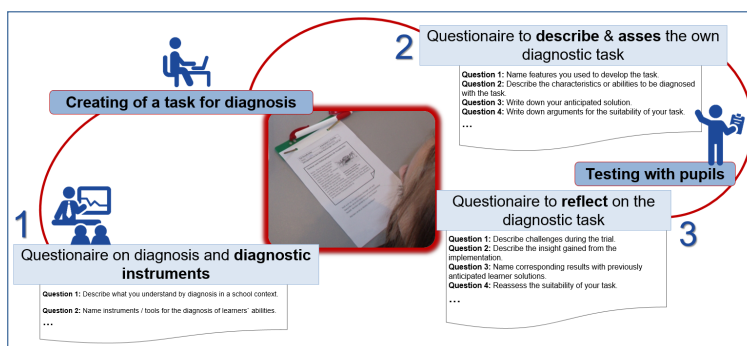 1
Questionaire on diagnosis and diagnostic
instruments
Question 1: Describe what you understand by diagnosis in a school context.
Question 2: Name instruments / tools for the diagnosis of learners´ abilities.
...
Creating of a task for diagnosis
2
Questionaire to describe & asses the own
diagnostic task
Question 1: Name features you used to develop the task.
Question 2: Describe the characteristics or abilities to be diagnosed
with the task.
Question 3: Write down your anticipated solution.
Question 4: Write down arguments for the suitability of your task.
...
Testing with pupils
3
Questionaire to reflect on the
diagnostic task
Question 1: Describe challenges during the trial.
Question 2: Describe the insight gained from the
implementation.
Question 3: Name corresponding results with previously
anticipated learner solutions.
Question 4: Reassess the suitability of your task.
...